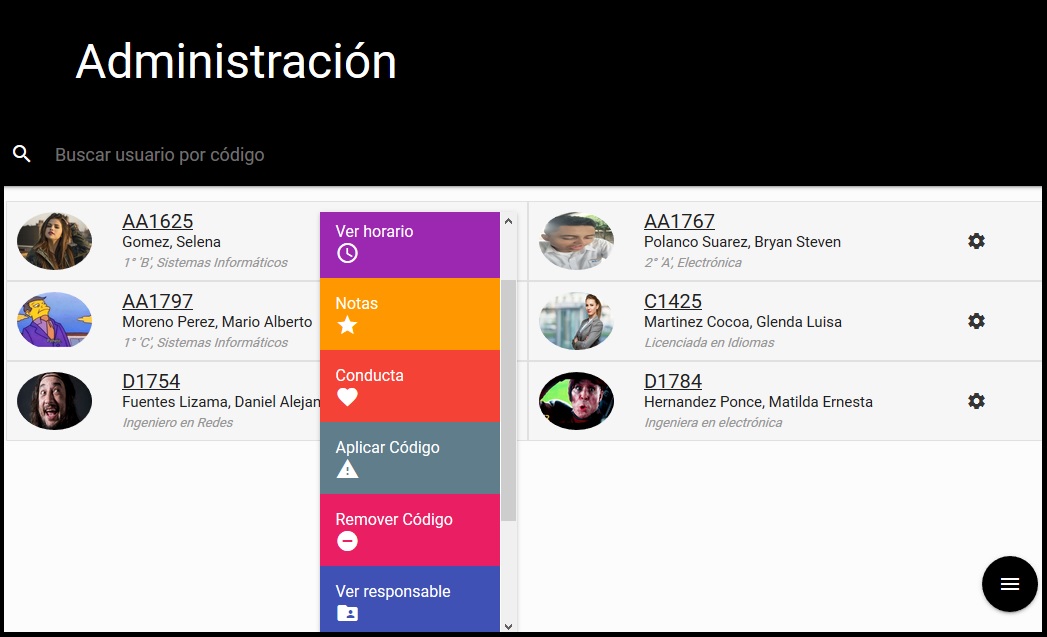 Administración
Buscar usuario por código
AA1625
Gomez, Selena
1° 'B', Sistemas Informáticos
AA1797
Moreno Perez, Mario Alberto
1° 'C', Sistemas Informáticos
D1754
Fuentes Lizama, Daniel Alejan
Ingeniero en Redes
Ver horario
Notas
Conducta
Aplicar Código
Remover Código
Ver responsable
AA1767
Polanco Suarez, Bryan Steven
2° 'A', Electrónica
C1425
Martinez Cocoa, Glenda Luisa
Licenciada en Idiomas
D1784
Hernandez Ponce, Matilda Ernesta
Ingeniera en electrónica